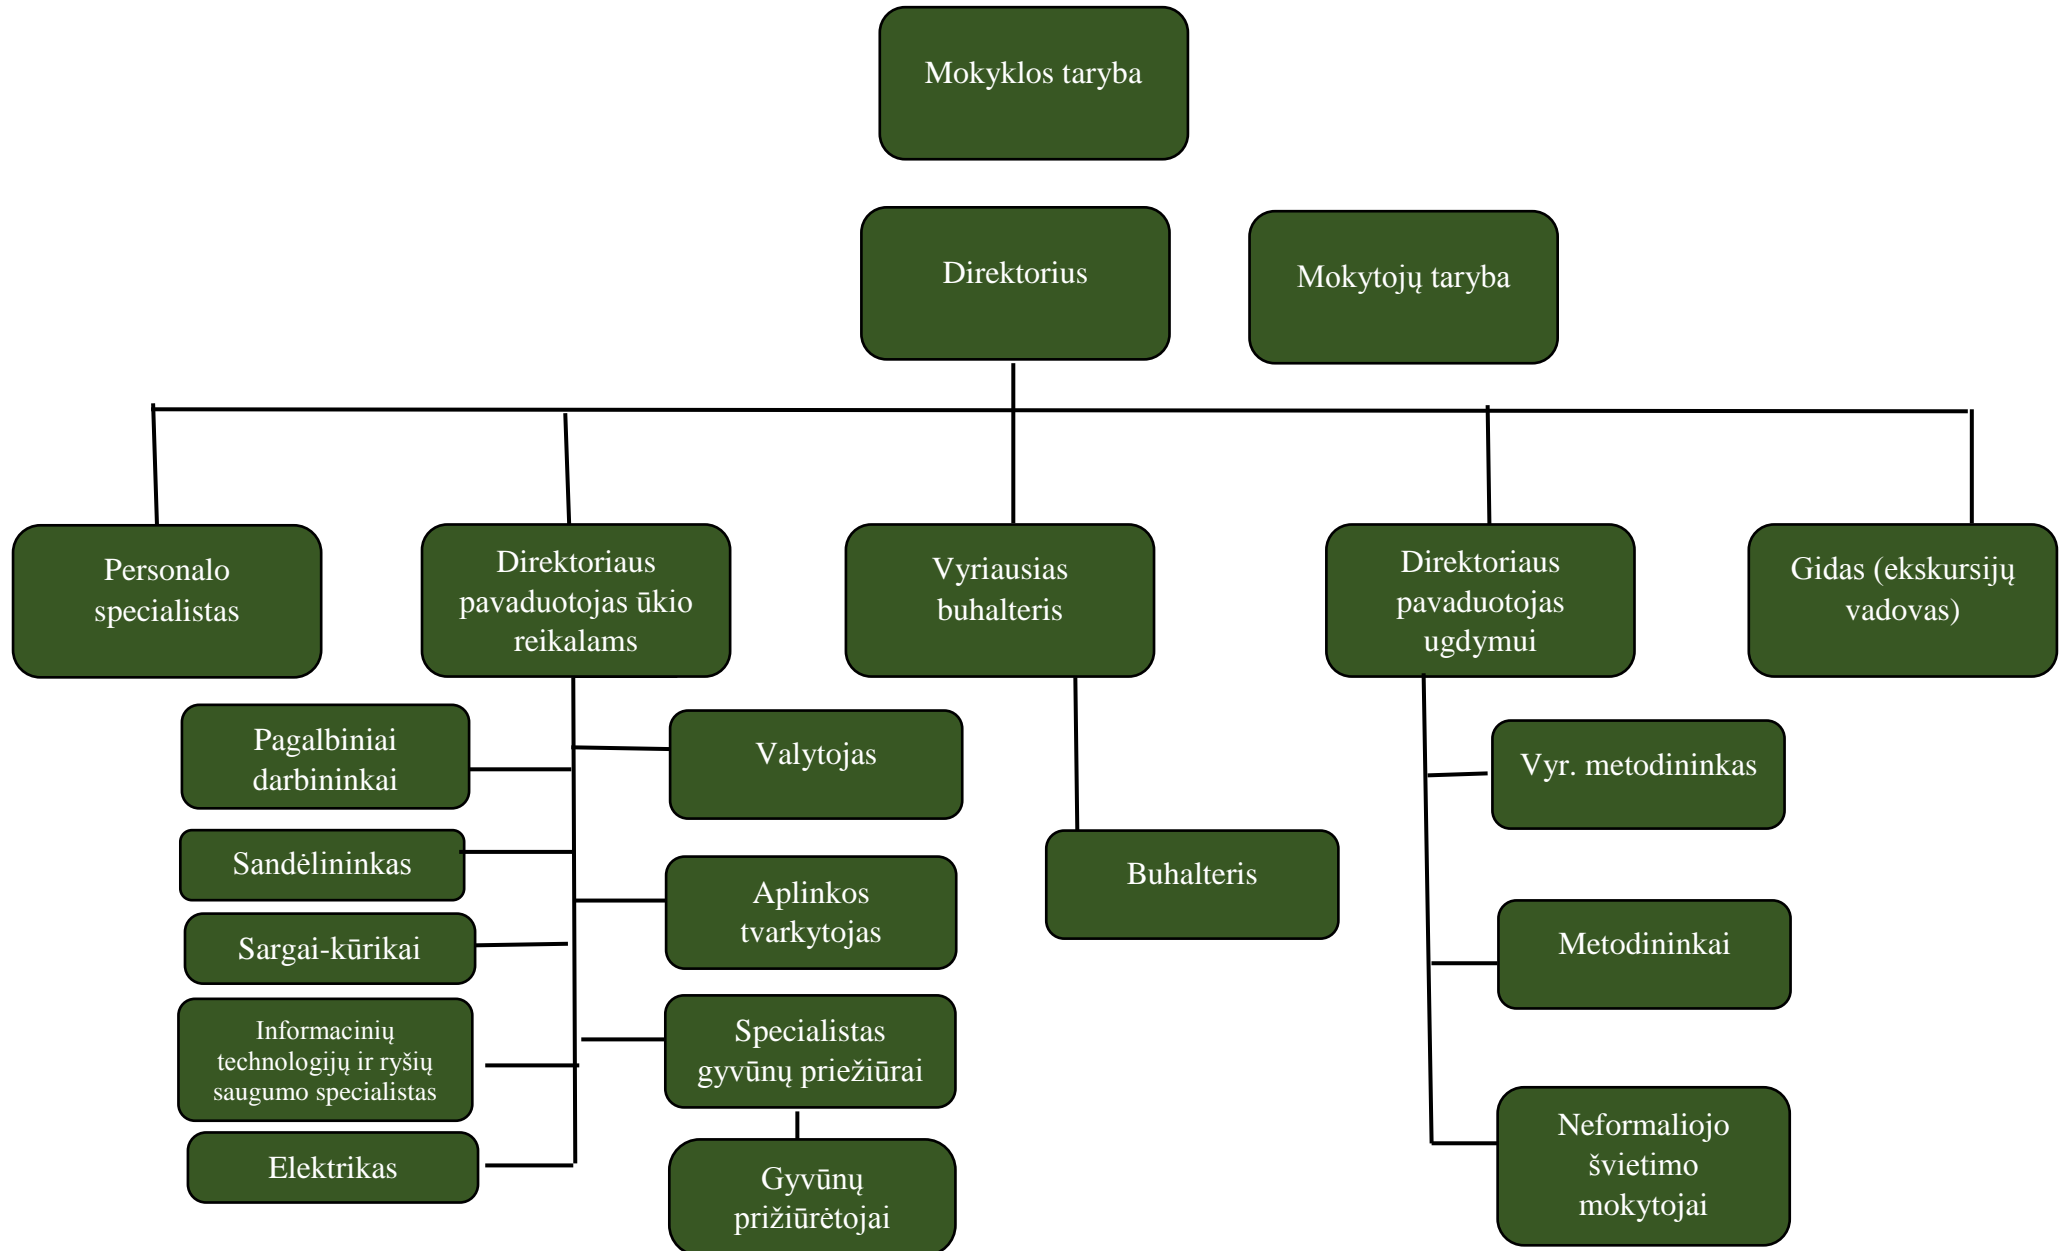 Mokyklos taryba
Direktorius
Mokytojų taryba
Personalo
specialistas
Direktoriaus
pavaduotojas ūkio
reikalams
Vyriausias
buhalteris
Direktoriaus
pavaduotojas
ugdymui
Gidas (ekskursijų
vadovas)
Pagalbiniai
darbininkai
Sandėlininkas
Sargai-kūrikai
Informacinių
technologijų ir ryšių
saugumo specialistas
Elektrikas
Valytojas
Aplinkos
tvarkytojas
Specialistas
gyvūnų priežiūrai
Gyvūnų
prižiūrėtojai
Buhalteris
Vyr. metodininkas
Metodininkai
Neformaliojo
švietimo
mokytojai